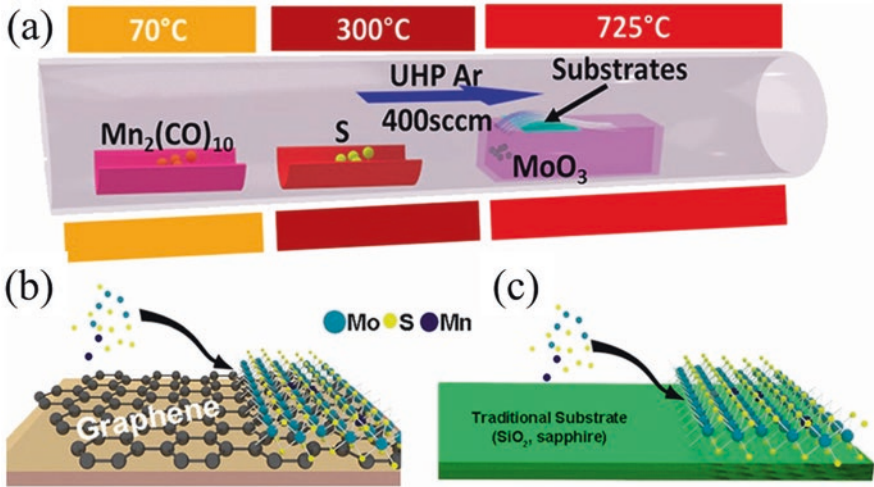 (a)
70°C
300°C
725°C
UHP Ar
400sccm
Substrates
Mn₂(CO)₁₀
S
MoO₃
(b)
(c)
Mo S Mn
Graphene
Traditional Substrate
(SiO₂, sapphire)